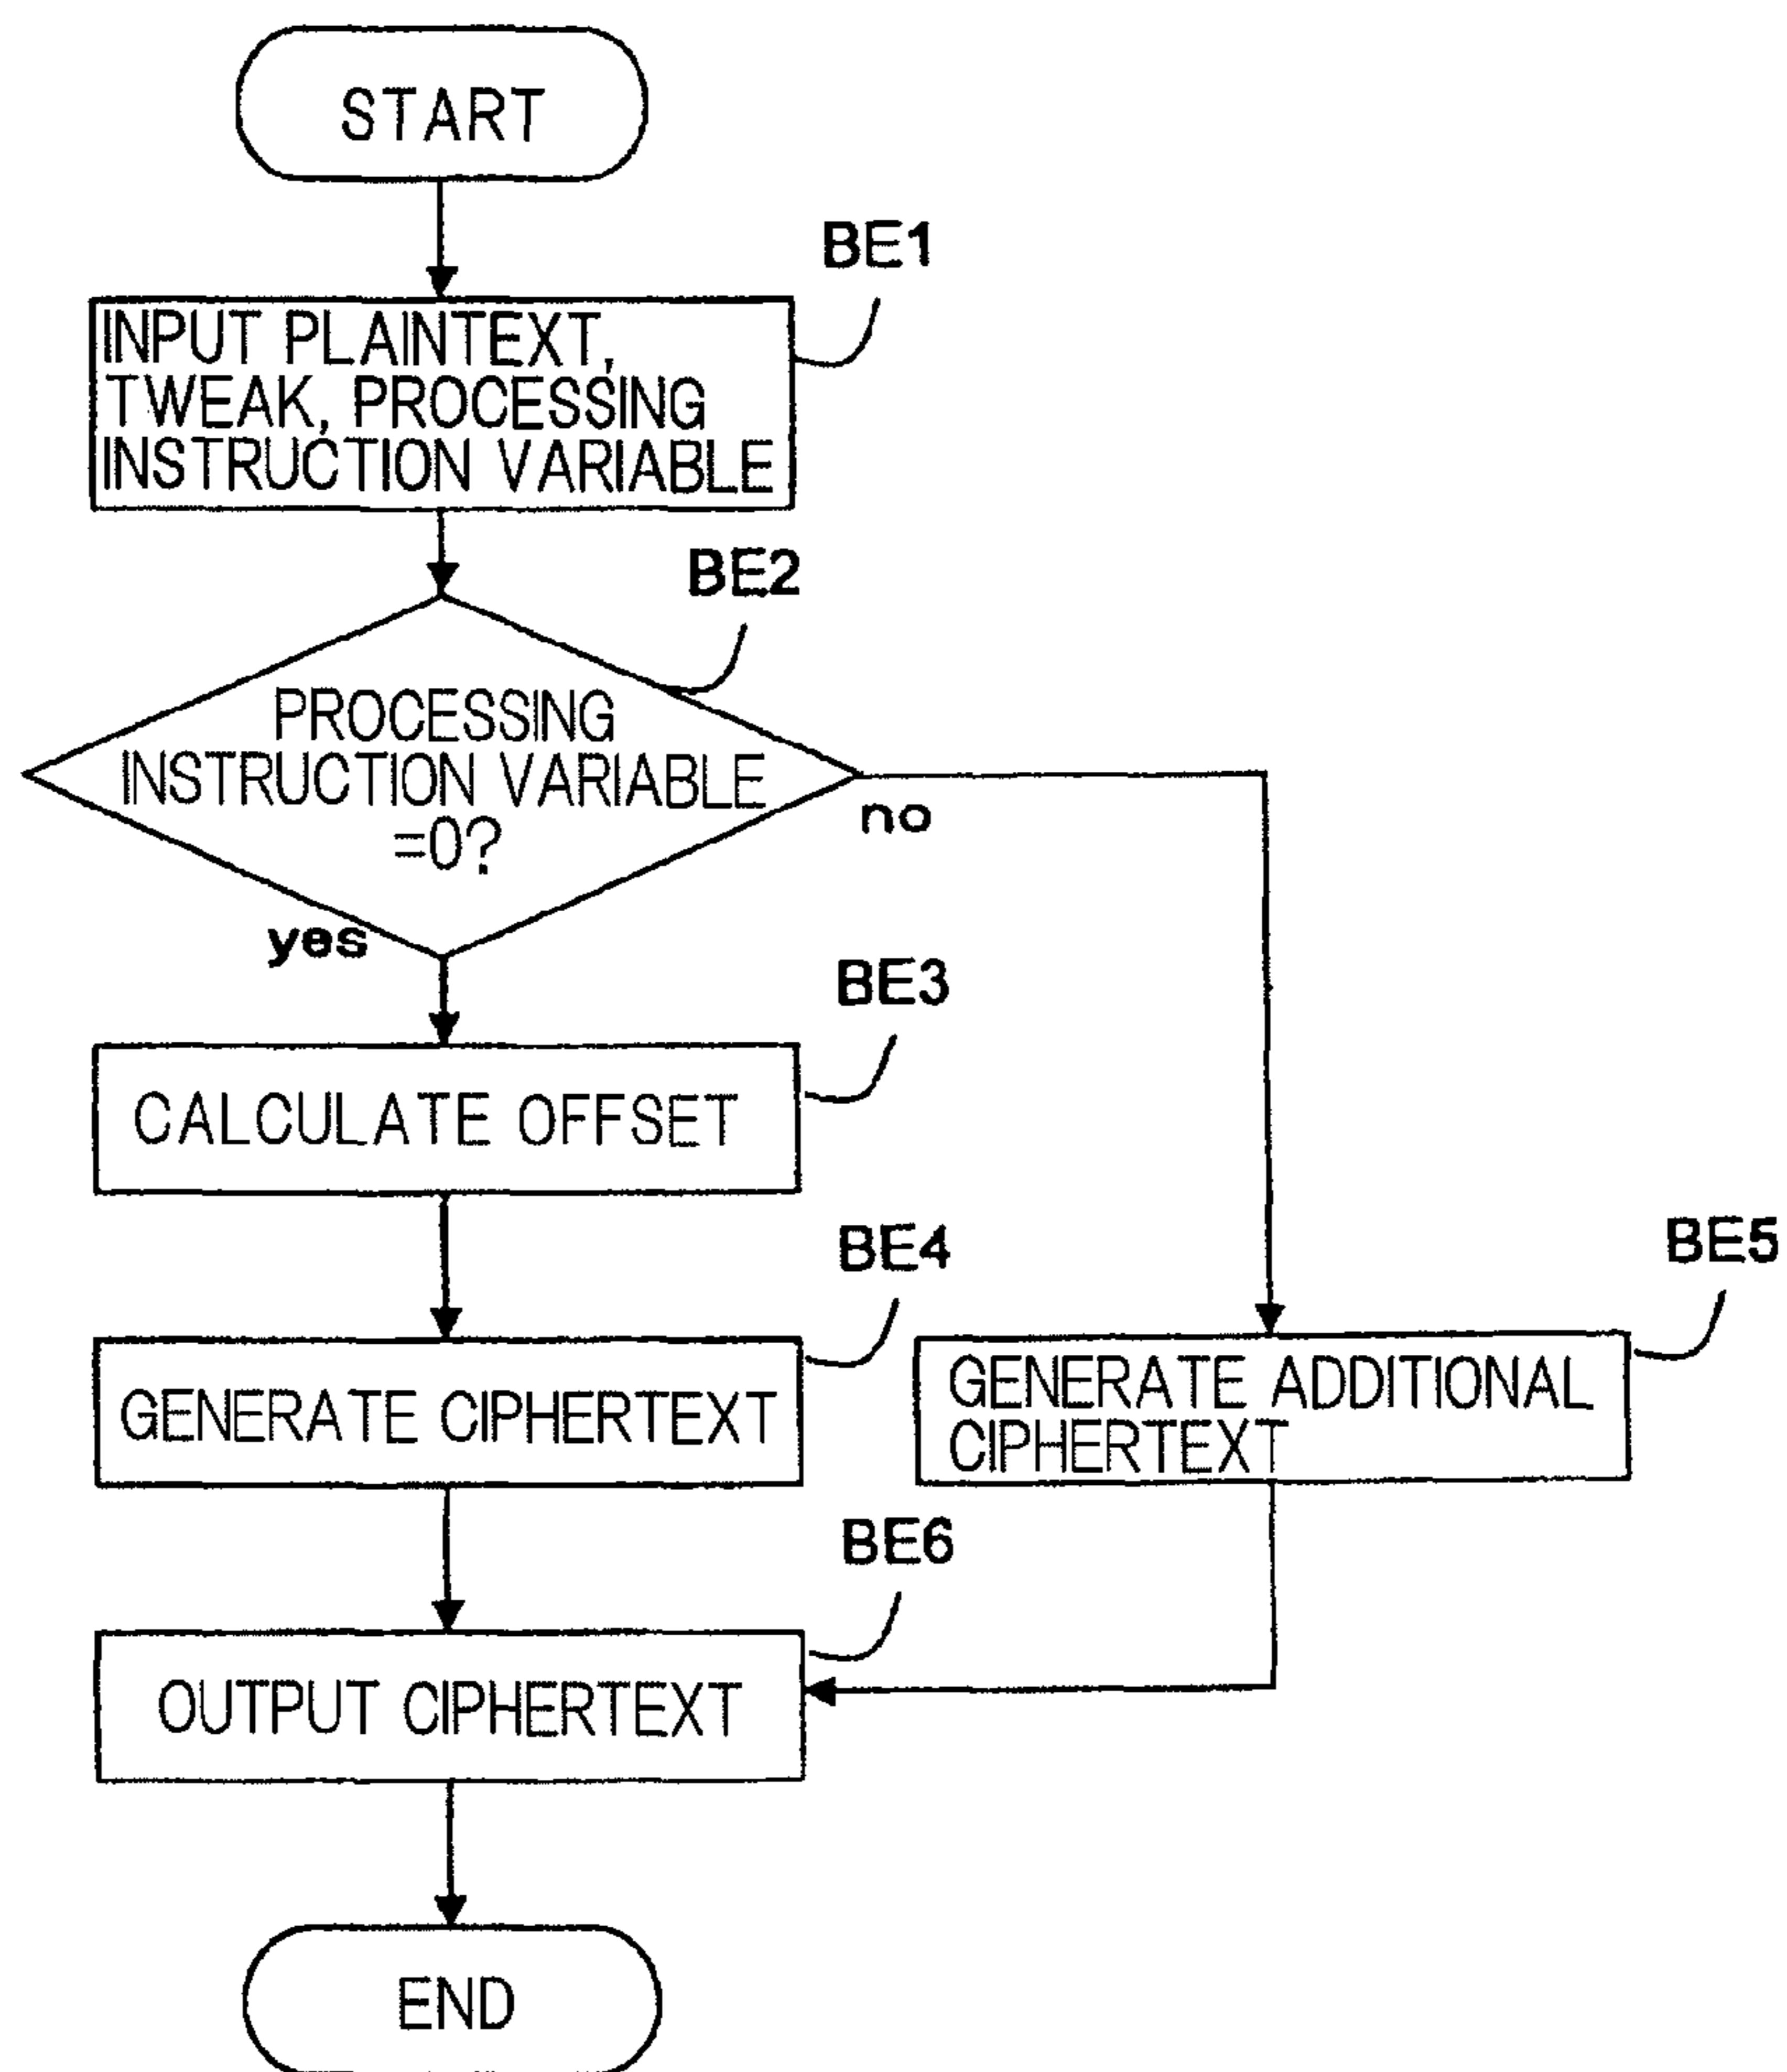 START
BE1
INPUT PLAINTEXT,
TWEAK, PROCESSING
INSTRUCTION VARIABLE
BE2
PROCESSING
INSTRUCTION VARIABLE
=0?
no
yes
BE3
CALCULATE OFFSET
BE4
GENERATE CIPHERTEXT
BE5
GENERATE ADDITIONAL
CIPHERTEXT
BE6
OUTPUT CIPHERTEXT
END